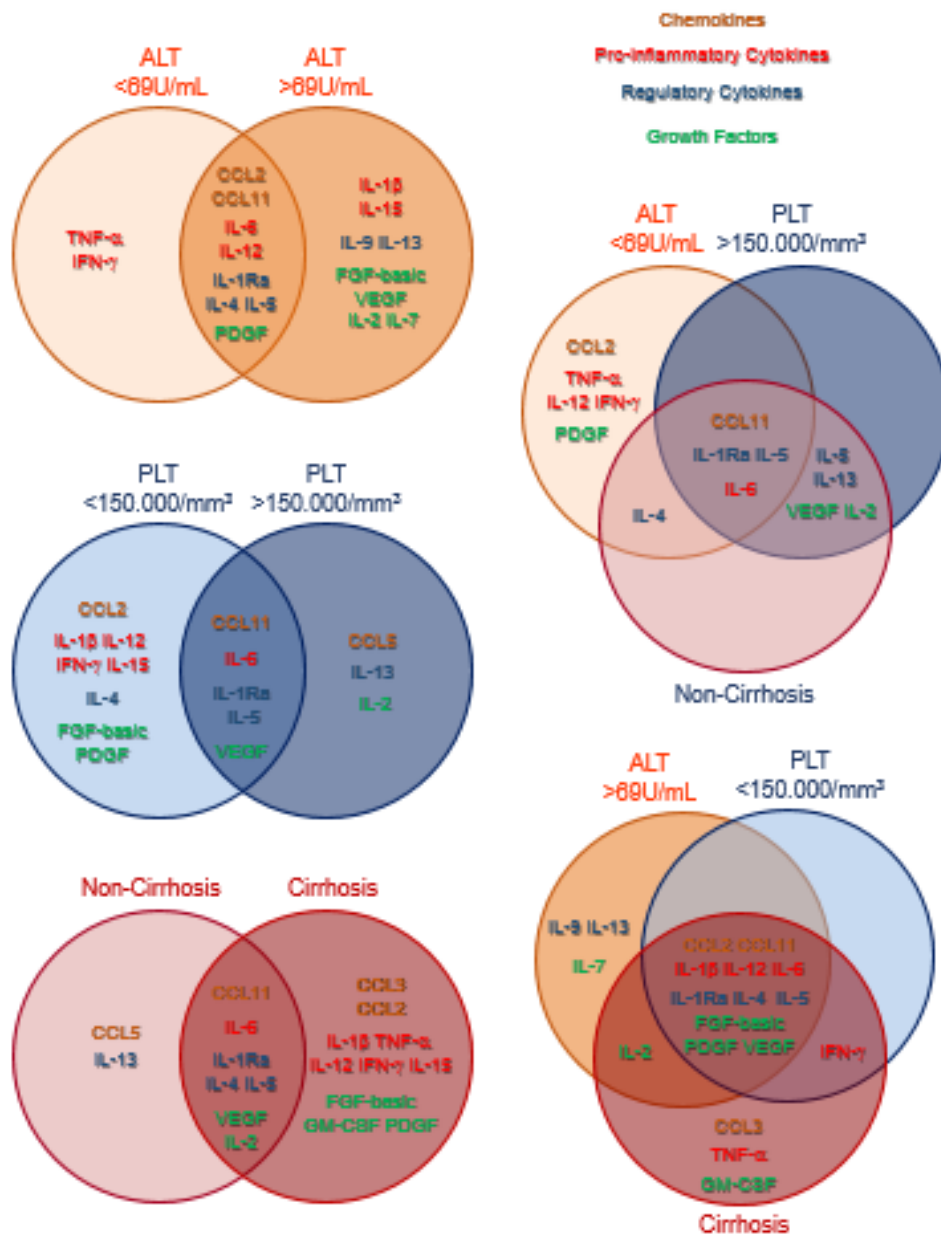 Chemokines
Pro-inflammatory Cytokines
Regulatory Cytokines
Growth Factors
ALT
<69U/mL
ALT
>69U/mL
TNF-α
IFN-γ
CCL2
CCL11
IL-6
IL-12
IL-1Ra
IL-4 IL-5
PDGF
IL-1β
IL-15
IL-9 IL-13
FGF-basic
VEGF
IL-2 IL-7
ALT
<69U/mL
PLT
>150.000/mm³
CCL2
TNF-α
IL-12 IFN-γ
PDGF
CCL11
IL-1Ra IL-5
IL-6
IL-13
VEGF IL-2
IL-4
Non-Cirrhosis
PLT
<150.000/mm³
PLT
>150.000/mm³
CCL2
IL-1β IL-12
IFN-γ IL-15
IL-4
FGF-basic
PDGF
CCL11
IL-6
IL-1Ra
IL-5
VEGF
CCL5
IL-13
IL-2
ALT
>69U/mL
PLT
<150.000/mm³
IL-9 IL-13
IL-7
CCL2 CCL11
IL-1β IL-12 IL-6
IL-1Ra IL-4 IL-5
FGF-basic
PDGF VEGF
IL-2
IFN-γ
TNF-α
GM-CSF
Cirrhosis
Non-Cirrhosis
Cirrhosis
CCL5
IL-13
CCL11
IL-6
IL-1Ra
IL-4 IL-5
VEGF
IL-2
CCL3
CCL2
IL-1β TNF-α
IL-12 IFN-γ IL-15
FGF-basic
GM-CSF PDGF